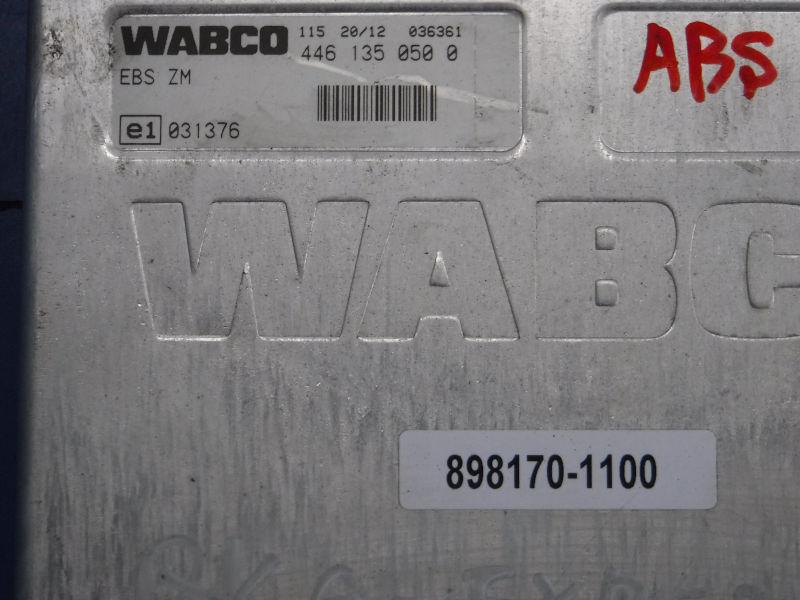 WABCO 115 20/12 036361
446 135 050 0
EBS ZM
e1 031376
ABS
WABC
898170-1100